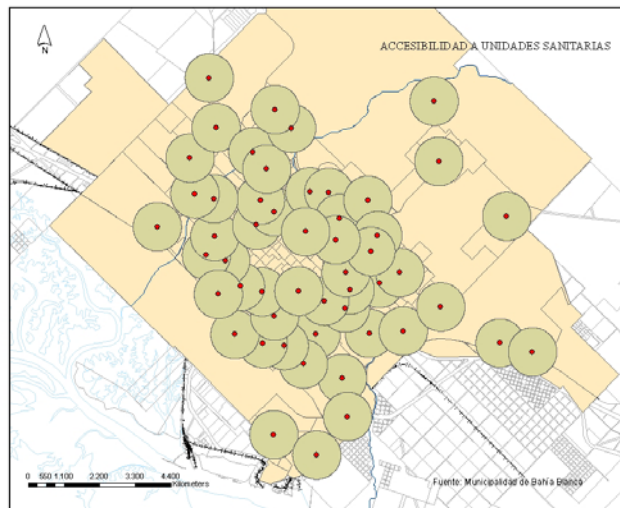 N
ACCESIBILIDAD A UNIDADES SANITARIAS
0 550 1.100 2.200 3.300 4.400
Kilometers
Fuente: Municipalidad de Bahía Blanca